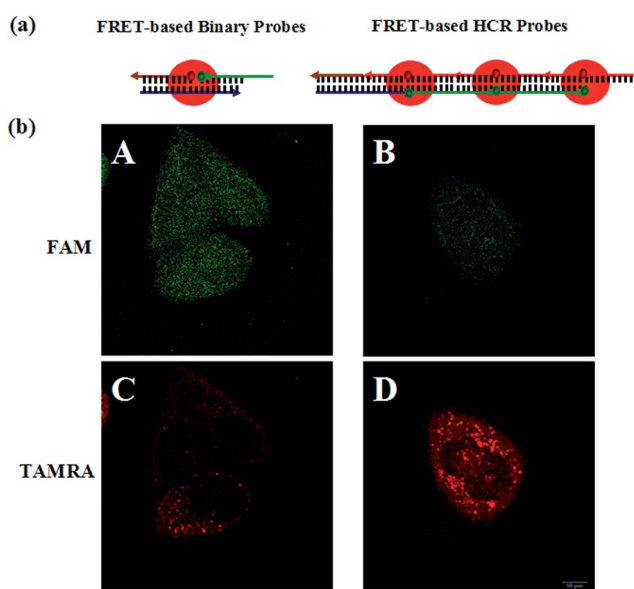 (a) FRET-based Binary Probes FRET-based HCR Probes
(b)
A B
FAM
C D
TAMRA